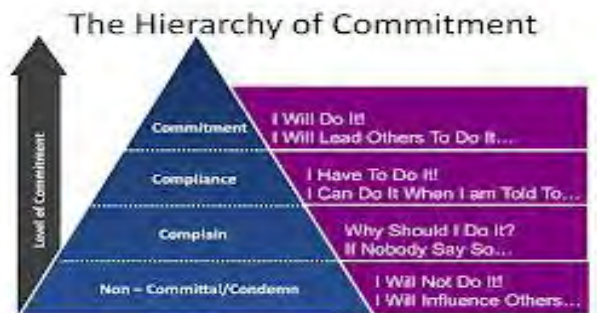 The Hierarchy of Commitment
Level of Commitment
Commitment
I Will Do It!
I Will Lead Others To Do It...
Compliance
I Have To Do It!
I Can Do It When I am Told To...
Complain
Why Should I Do It?
If Nobody Say So...
Non – Committal/Condemn
I Will Not Do It!
I Will Influence Others...